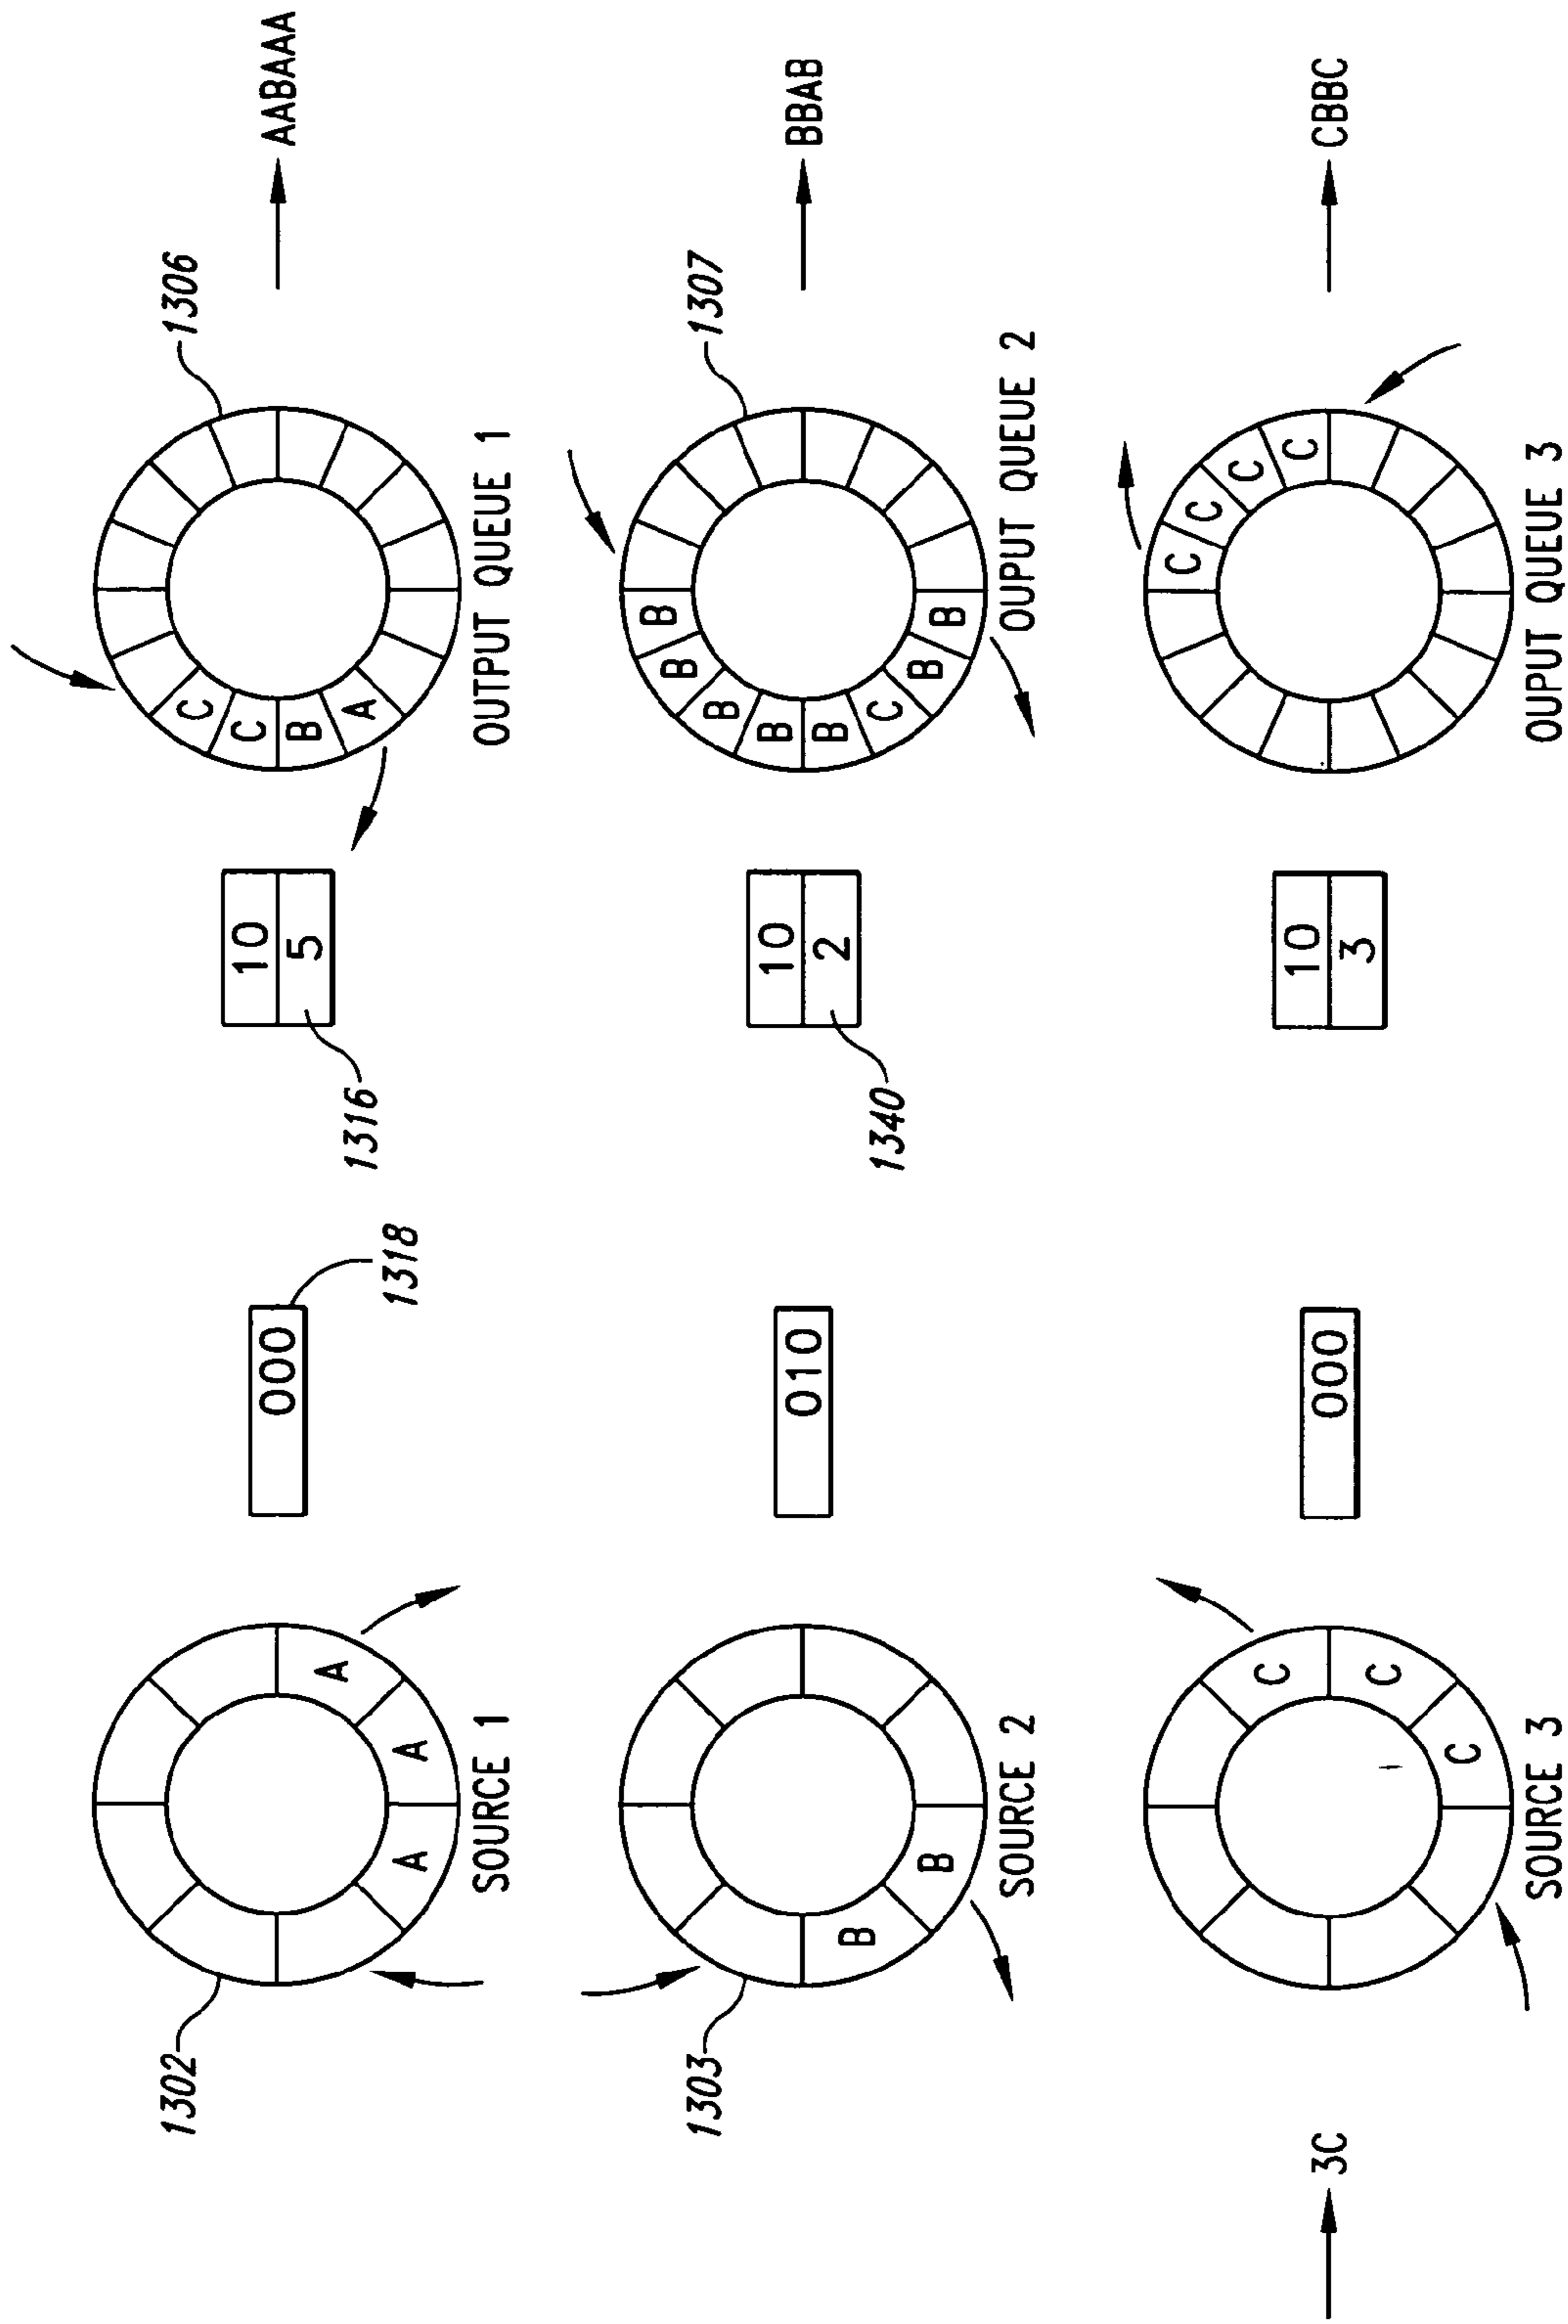 1302
1306
C
10
C
000
AABAAA
5
B
A
A
A
A
1316
1318
SOURCE 1
OUTPUT QUEUE 1
1303
1307
B
B
B
10
B
010
BBAB
2
B
B
C
1340
B
B
B
SOURCE 2
OUPUT QUEUE 2
C
C
C
C
C
10
3C
000
CBBC
3
C
C
SOURCE 3
OUPUT QUEUE 3